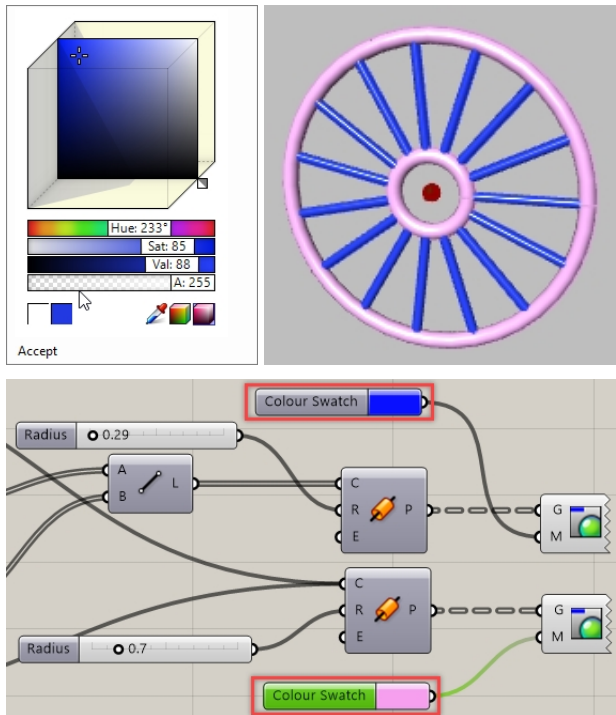 Hue: 233°
Sat: 85
Val: 88
A: 255
Accept
Colour Swatch
Radius 0.29
A
B
L
C
R
E
P
G
M
C
R
E
P
G
M
Radius 0.7
Colour Swatch